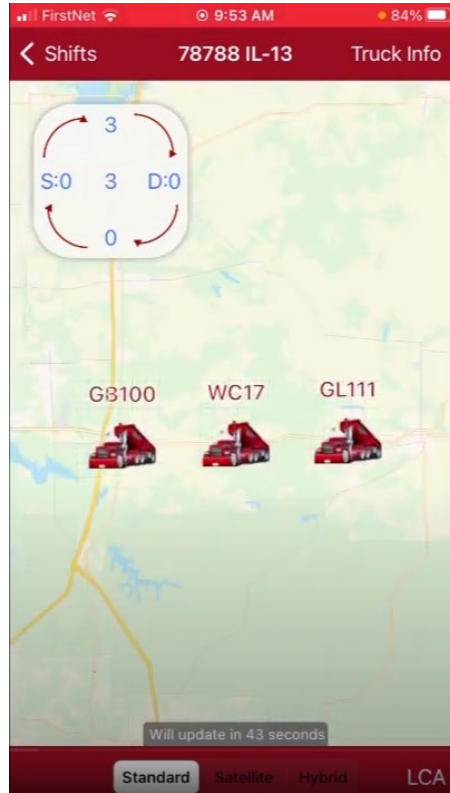 FirstNet 9:53 AM 84%
Shifts 78788 IL-13 Truck Info
3
S:0 3 D:0
0
GB100 WC17 GL111
Will update in 43 seconds
Standard Satellite Hybrid LCA